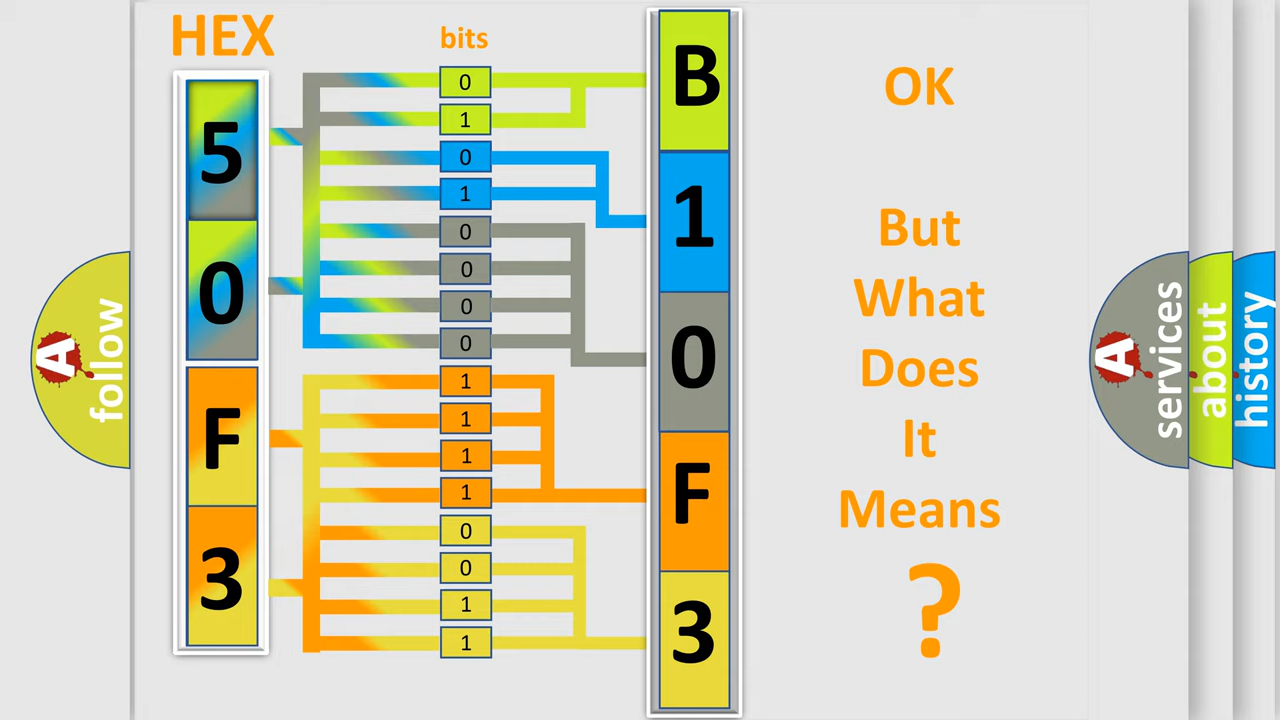 HEX
bits
5
0
F
3
0
1
0
1
0
0
0
0
1
1
1
1
0
0
1
1
B
1
0
F
3
OK
But
What
Does
It
Means
?
A
follow
A
services
about
history